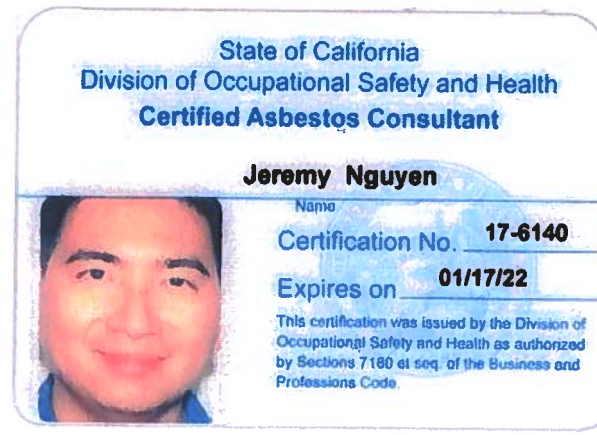 State of California
Division of Occupational Safety and Health
Certified Asbestos Consultant
Jeremy Nguyen
Name
Certification No. 17-6140
Expires on 01/17/22
This certification was issued by the Division of
Occupational Safety and Health as authorized
by Sections 7180 et seq. of the Business and
Professions Code.